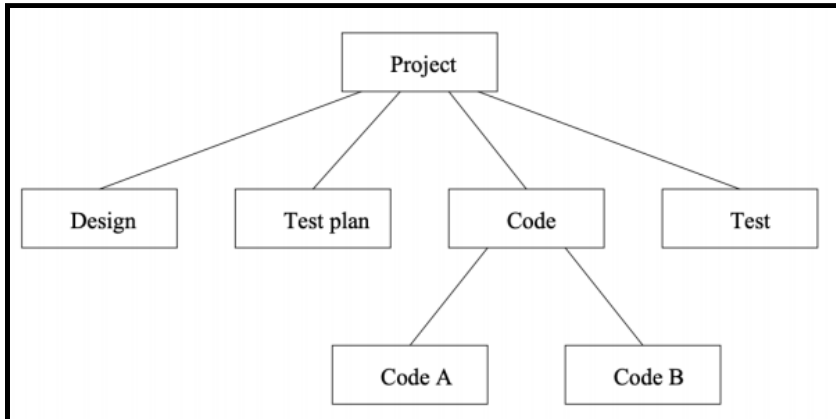 Project
Design
Test plan
Code
Test
Code A
Code B